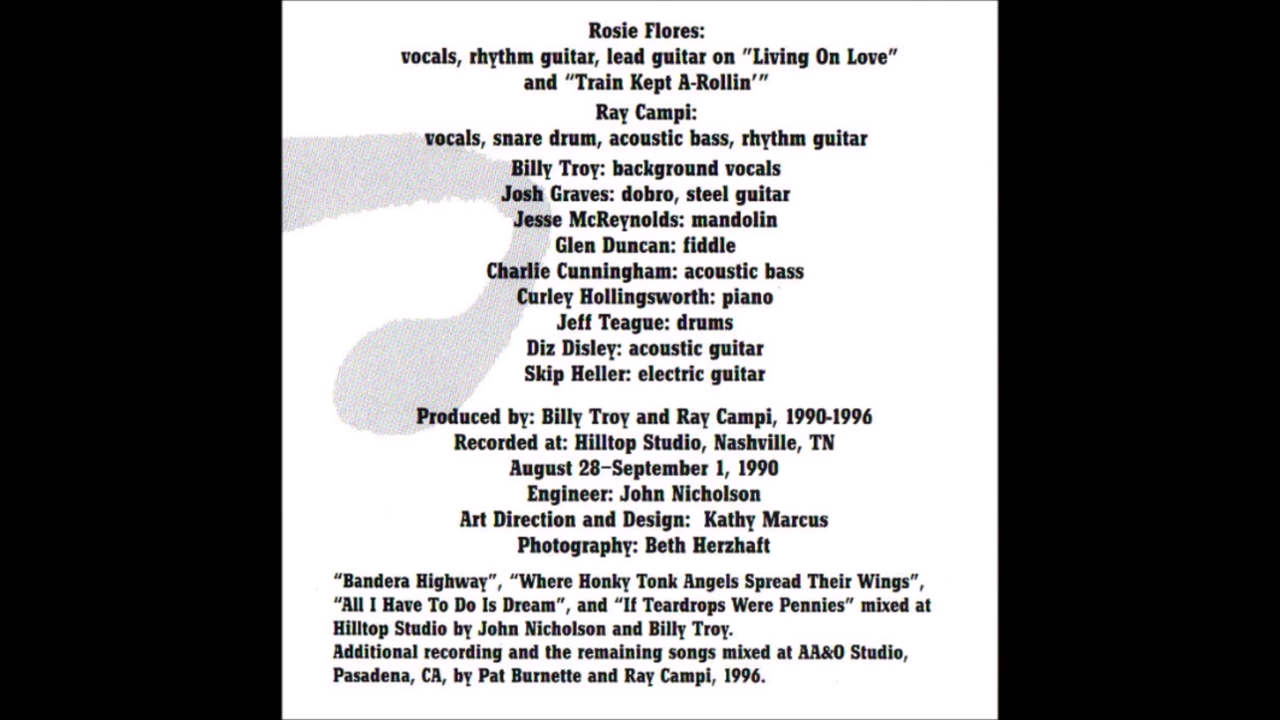 Rosie Flores:
vocals, rhythm guitar, lead guitar on "Living On Love"
and "Train Kept A-Rollin'"
Ray Campi:
vocals, snare drum, acoustic bass, rhythm guitar
Billy Troy: background vocals
Josh Graves: dobro, steel guitar
Jesse McReynolds: mandolin
Glen Duncan: fiddle
Charlie Cunningham: acoustic bass
Curley Hollingsworth: piano
Jeff Teague: drums
Diz Disley: acoustic guitar
Skip Heller: electric guitar
Produced by: Billy Troy and Ray Campi, 1990-1996
Recorded at: Hilltop Studio, Nashville, TN
August 28–September 1, 1990
Engineer: John Nicholson
Art Direction and Design: Kathy Marcus
Photography: Beth Herzhaft
"Bandera Highway", "Where Honky Tonk Angels Spread Their Wings",
"All I Have To Do Is Dream", and "If Teardrops Were Pennies" mixed at
Hilltop Studio by John Nicholson and Billy Troy.
Additional recording and the remaining songs mixed at AA&O Studio,
Pasadena, CA, by Pat Burnette and Ray Campi, 1996.